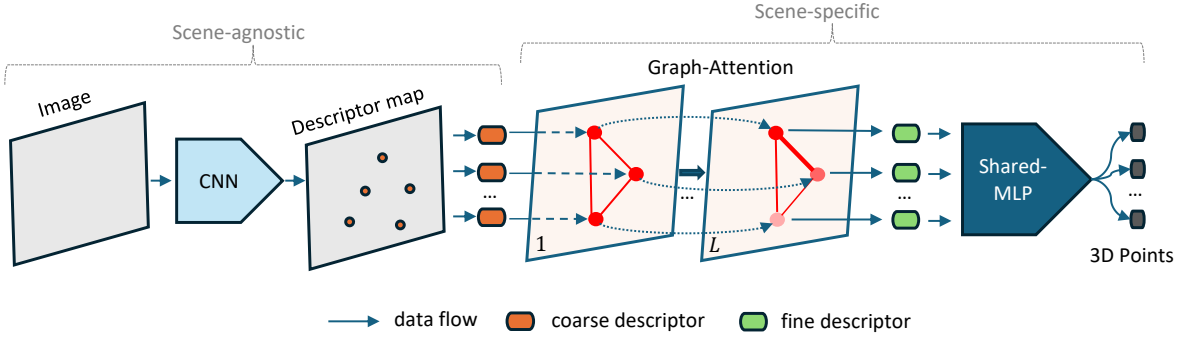 Scene-agnostic
Scene-specific
Image
Descriptor map
Graph-Attention
CNN
...
1
...
L
...
Shared-
MLP
...
3D Points
data flow
coarse descriptor
fine descriptor